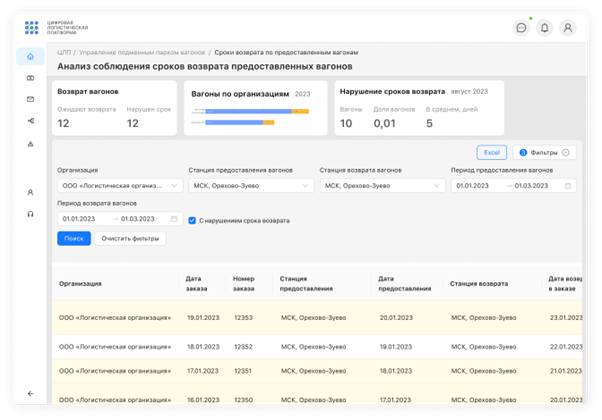 ЦИФРОВАЯ
ЛОГИСТИЧЕСКАЯ
ПЛАТФОРМА
ЦЛП / Управление подменным парком вагонов / Сроки возврата по предоставленным вагонам
Анализ соблюдения сроков возврата предоставленных вагонов
Возврат вагонов
Ожидают возврата Нарушен срок
12 12
Вагоны по организациям 2023
Нарушение сроков возврата август 2023
Вагоны Доля вагонов В среднем, дней
10 0,01 5
Excel 3 Фильтры
Организация Станция предоставления вагонов Станция возврата вагонов Период предоставления вагонов
ООО «Логистическая организ... МСК, Орехово-Зуево МСК, Орехово-Зуево 01.01.2023 → 01.03.2023
Период возврата вагонов
01.01.2023 → 01.03.2023 С нарушением срока возврата
Поиск Очистить фильтры
Организация Дата заказа Номер заказа Станция предоставления Дата предоставления Станция возврата Дата возвр в заказе
ООО «Логистическая организация» 19.01.2023 12353 МСК, Орехово-Зуево 20.01.2023 МСК, Орехово-Зуево 23.01.202
ООО «Логистическая организация» 18.01.2023 12352 МСК, Орехово-Зуево 19.01.2023 МСК, Орехово-Зуево 22.01.202
ООО «Логистическая организация» 17.01.2023 12351 МСК, Орехово-Зуево 18.01.2023 МСК, Орехово-Зуево 21.01.202
ООО «Логистическая организация» 16.01.2023 12350 МСК, Орехово-Зуево 17.01.2023 МСК, Орехово-Зуево 20.01.202